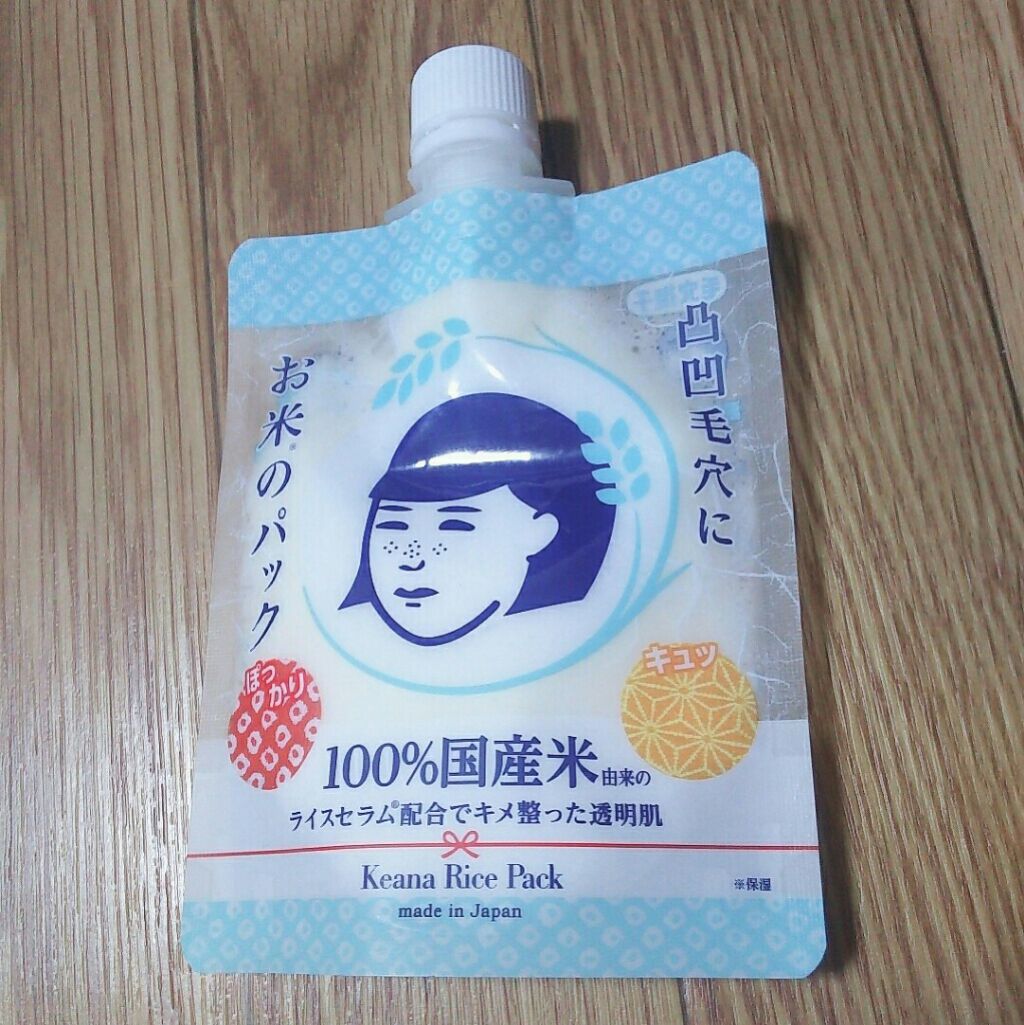 凸凹毛穴に
お米®のパック
ぽっ
かり
キュッ
100%国産米由来の
ライスセラム®配合でキメ整った透明肌
Keana Rice Pack
※保湿
made in Japan